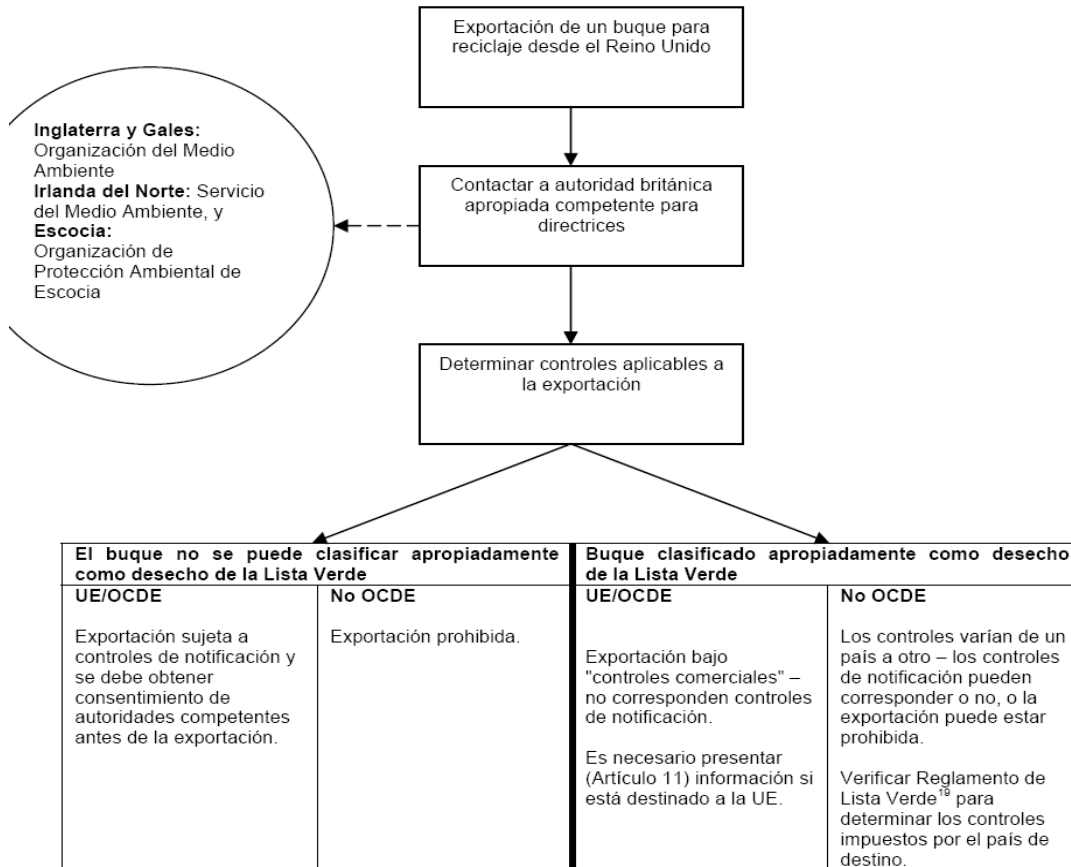 Exportación de un buque para
reciclaje desde el Reino Unido
Inglaterra y Gales:
Organización del Medio
Ambiente
Irlanda del Norte: Servicio
del Medio Ambiente, y
Escocia:
Organización de
Protección Ambiental de
Escocia
Contactar a autoridad británica
apropiada competente para
directrices
Determinar controles aplicables a
la exportación
El buque no se puede clasificar apropiadamente
como desecho de la Lista Verde
UE/OCDE
Exportación sujeta a
controles de notificación y
se debe obtener
consentimiento de
autoridades competentes
antes de la exportación.
No OCDE
Exportación prohibida.
Buque clasificado apropiadamente como desecho
de la Lista Verde
UE/OCDE
Exportación bajo
"controles comerciales" –
no corresponden controles
de notificación.
Es necesario presentar
(Artículo 11) información si
está destinado a la UE.
No OCDE
Los controles varían de un
país a otro – los controles
de notificación pueden
corresponder o no, o la
exportación puede estar
prohibida.
Verificar Reglamento de
Lista Verde¹⁹ para
determinar los controles
impuestos por el país de
destino.